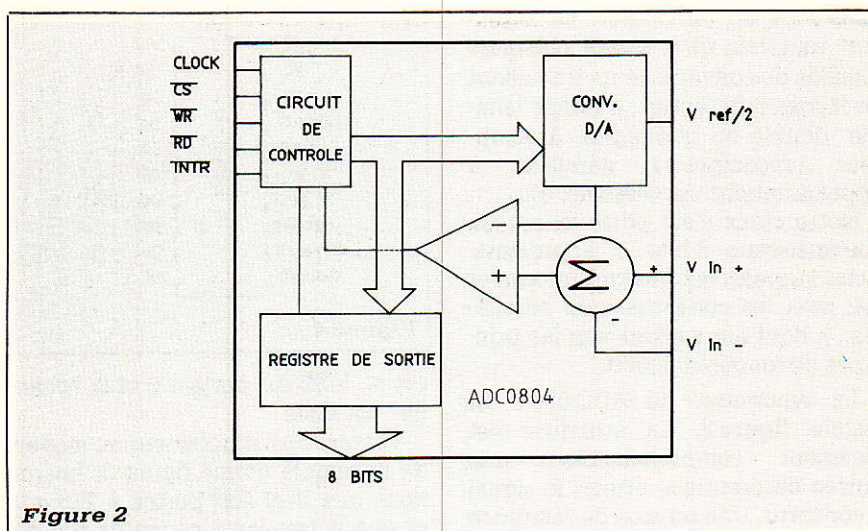 CLOCK
CS
WR
RD
INTR
CIRCUIT
DE
CONTROLE
CONV.
D/A
V ref/2
+
Σ
+
V in +
-
V in -
REGISTRE DE SORTIE
ADC0804
8 BITS
Figure 2